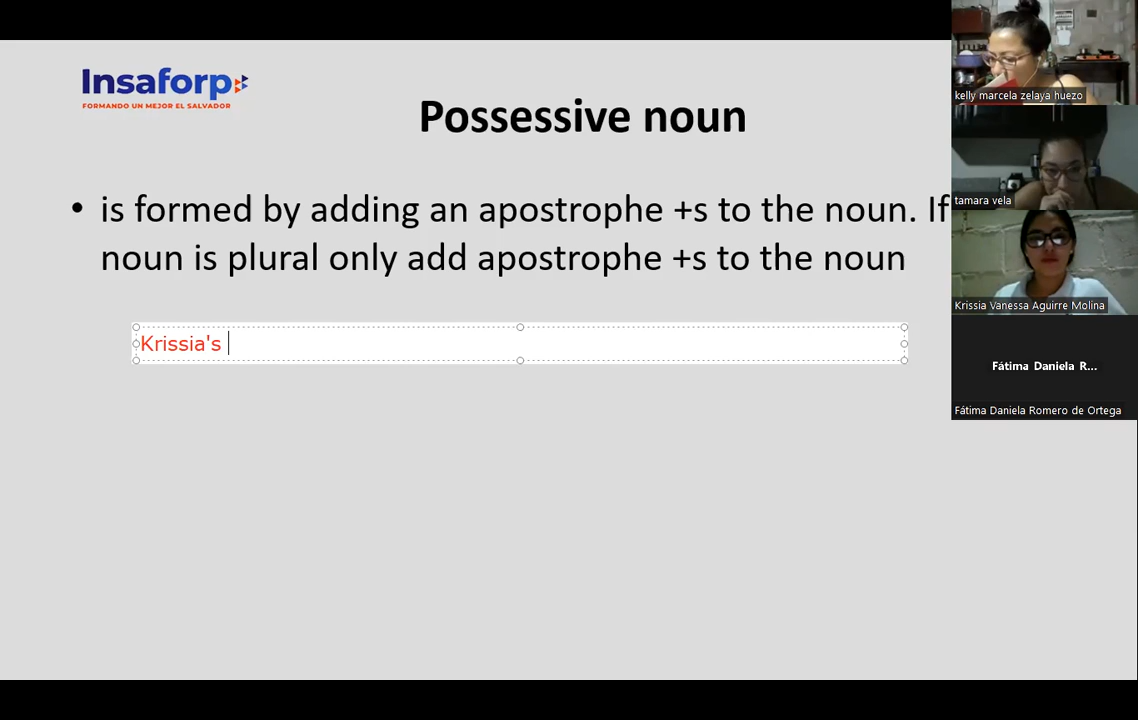 Insaforp
FORMANDO UN MEJOR EL SALVADOR
Possessive noun
• is formed by adding an apostrophe +s to the noun. If
noun is plural only add apostrophe +s to the noun
Krissia's
kelly marcela zelaya huezo
tamara vela
Krissia Vanessa Aguirre Molina
Fátima Daniela R...
Fátima Daniela Romero de Ortega